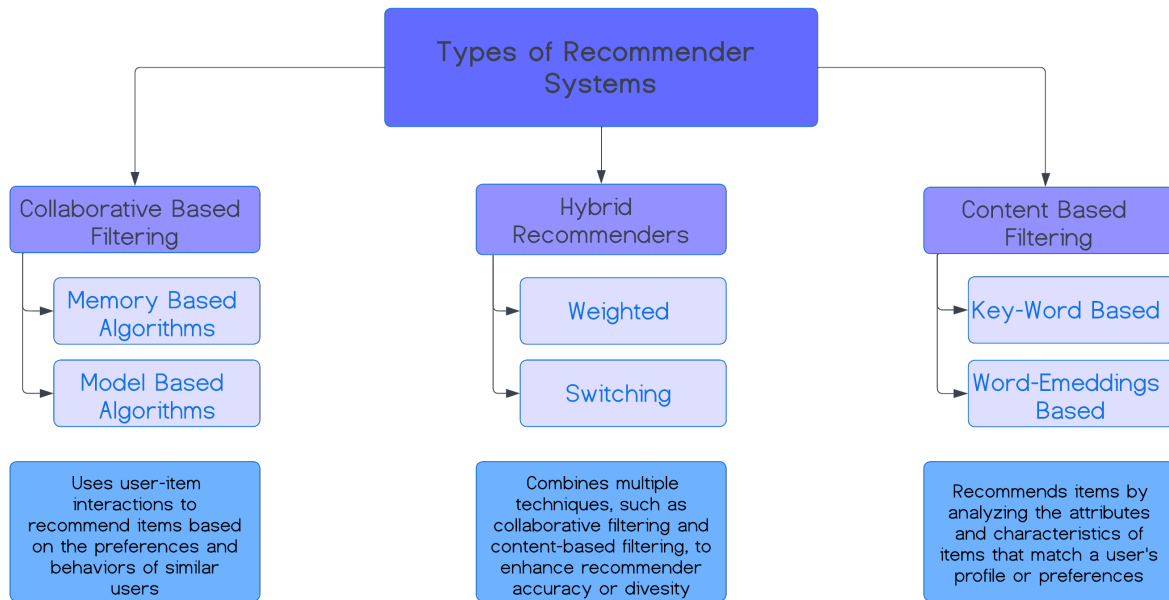 Types of Recommender
Systems
Collaborative Based
Filtering
Memory Based
Algorithms
Model Based
Algorithms
Uses user-item
interactions to
recommend items based
on the preferences and
behaviors of similar
users
Hybrid
Recommenders
Weighted
Switching
Combines multiple
techniques, such as
collaborative filtering and
content-based filtering, to
enhance recommender
accuracy or divesity
Content Based
Filtering
Key-Word Based
Word-Emeddings
Based
Recommends items by
analyzing the attributes
and characteristics of
items that match a user's
profile or preferences